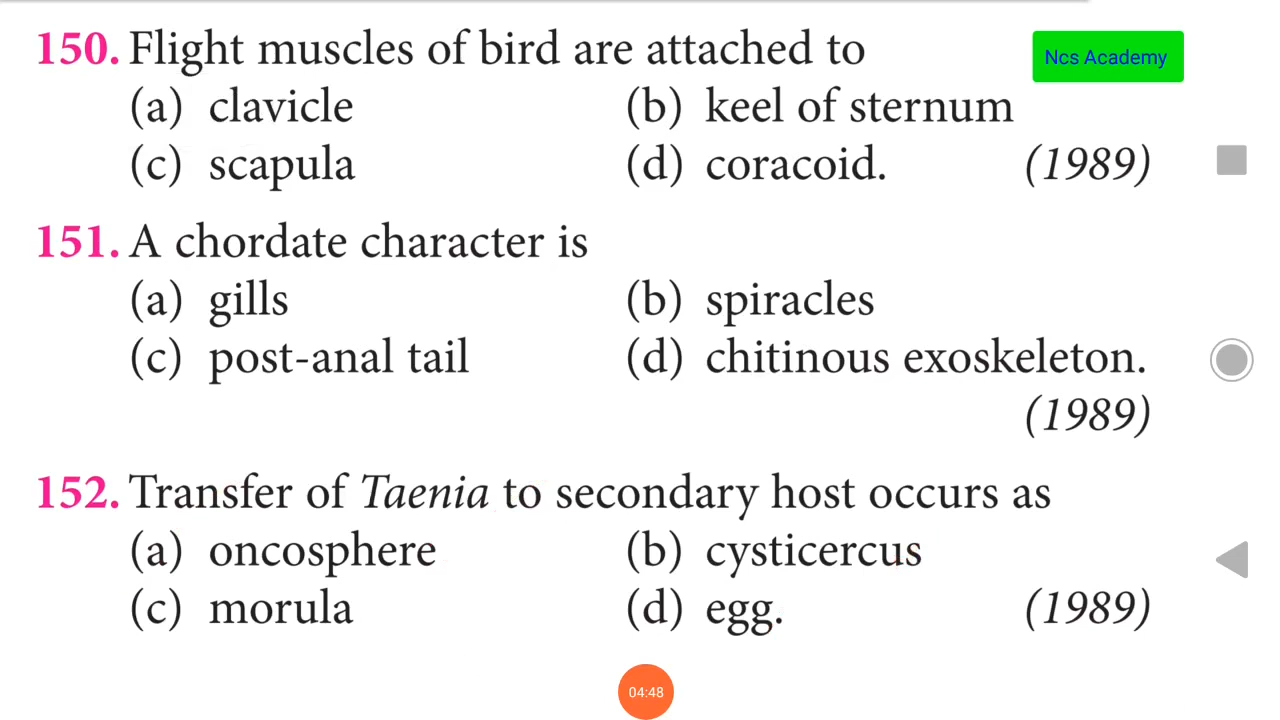 150. Flight muscles of bird are attached to
Ncs Academy
(a) clavicle (b) keel of sternum
(c) scapula (d) coracoid. (1989)
151. A chordate character is
(a) gills (b) spiracles
(c) post-anal tail (d) chitinous exoskeleton.
(1989)
152. Transfer of Taenia to secondary host occurs as
(a) oncosphere (b) cysticercus
(c) morula (d) egg. (1989)
04:48